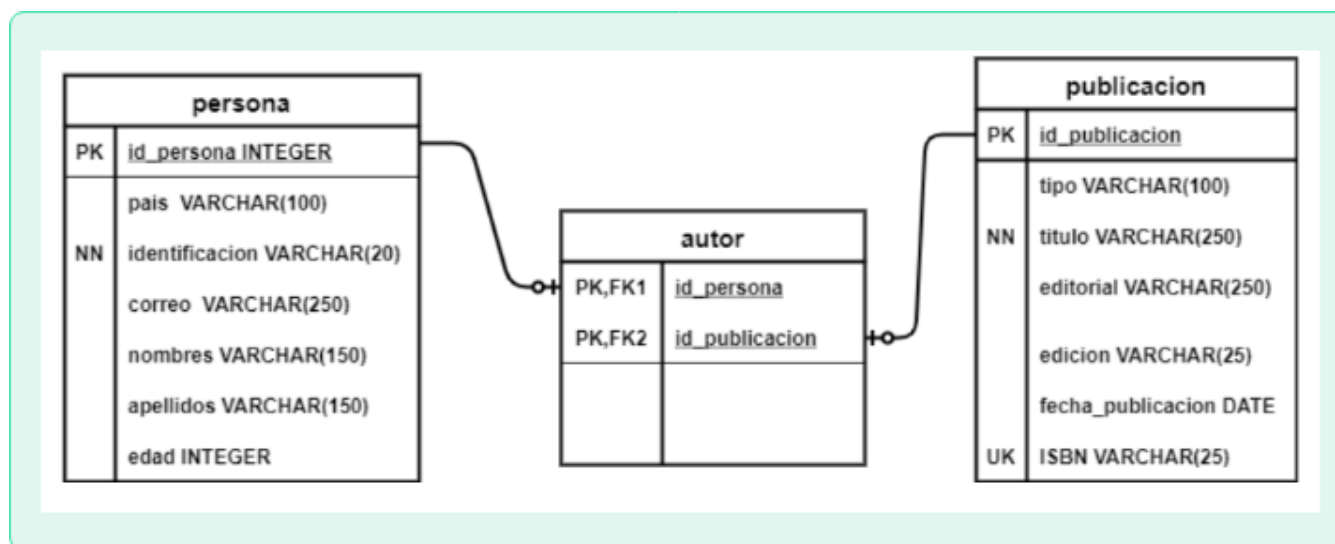 persona
PK id_persona INTEGER
pais VARCHAR(100)
NN identificacion VARCHAR(20)
correo VARCHAR(250)
nombres VARCHAR(150)
apellidos VARCHAR(150)
edad INTEGER
autor
PK,FK1 id_persona
PK,FK2 id_publicacion
publicacion
PK id_publicacion
tipo VARCHAR(100)
NN titulo VARCHAR(250)
editorial VARCHAR(250)
edicion VARCHAR(25)
fecha_publicacion DATE
UK ISBN VARCHAR(25)